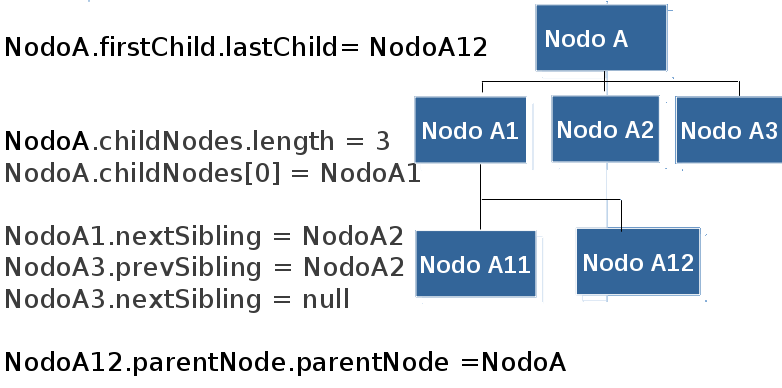 NodoA.firstChild.lastChild= NodoA12
NodoA.childNodes.length = 3
NodoA.childNodes[0] = NodoA1
NodoA1.nextSibling = NodoA2
NodoA3.prevSibling = NodoA2
NodoA3.nextSibling = null
NodoA12.parentNode.parentNode =NodoA
Nodo A
Nodo A1
Nodo A2
Nodo A3
Nodo A11
Nodo A12